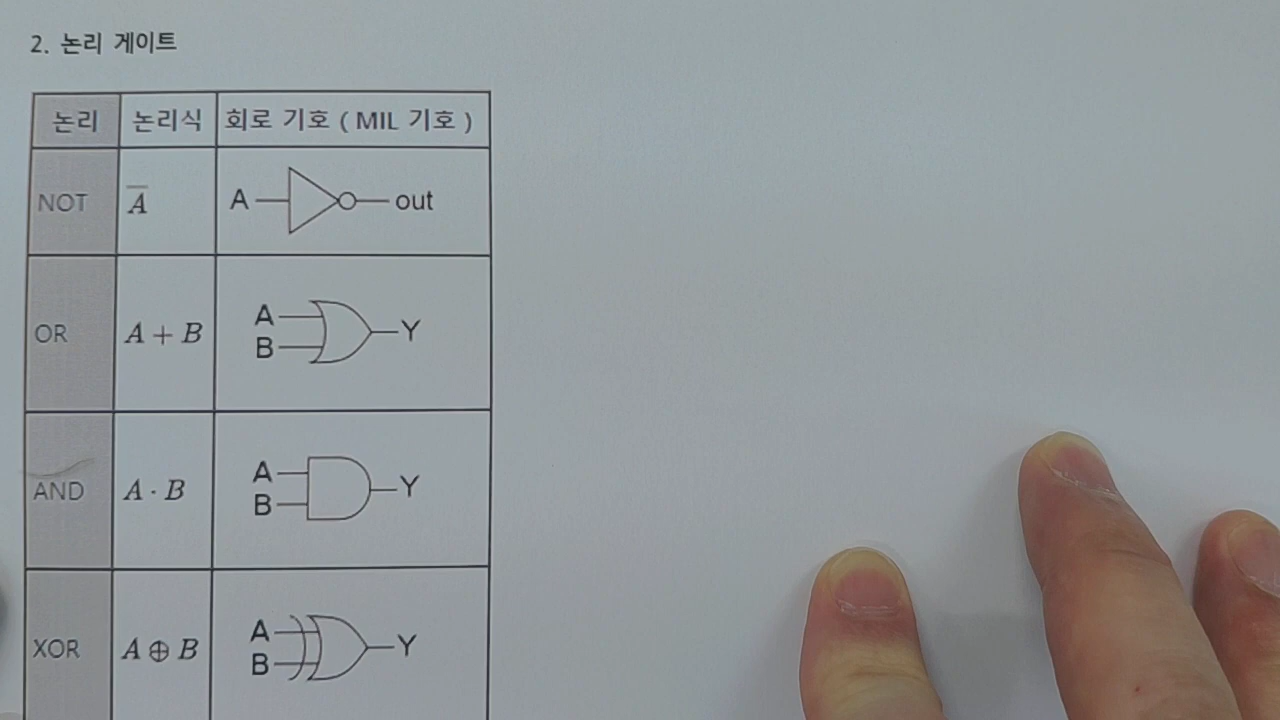 2. 논리 게이트
논리 논리식 회로 기호 ( MIL 기호 )
NOT A̅ A out
OR A + B A B Y
AND A · B A B Y
XOR A ⊕ B A B Y